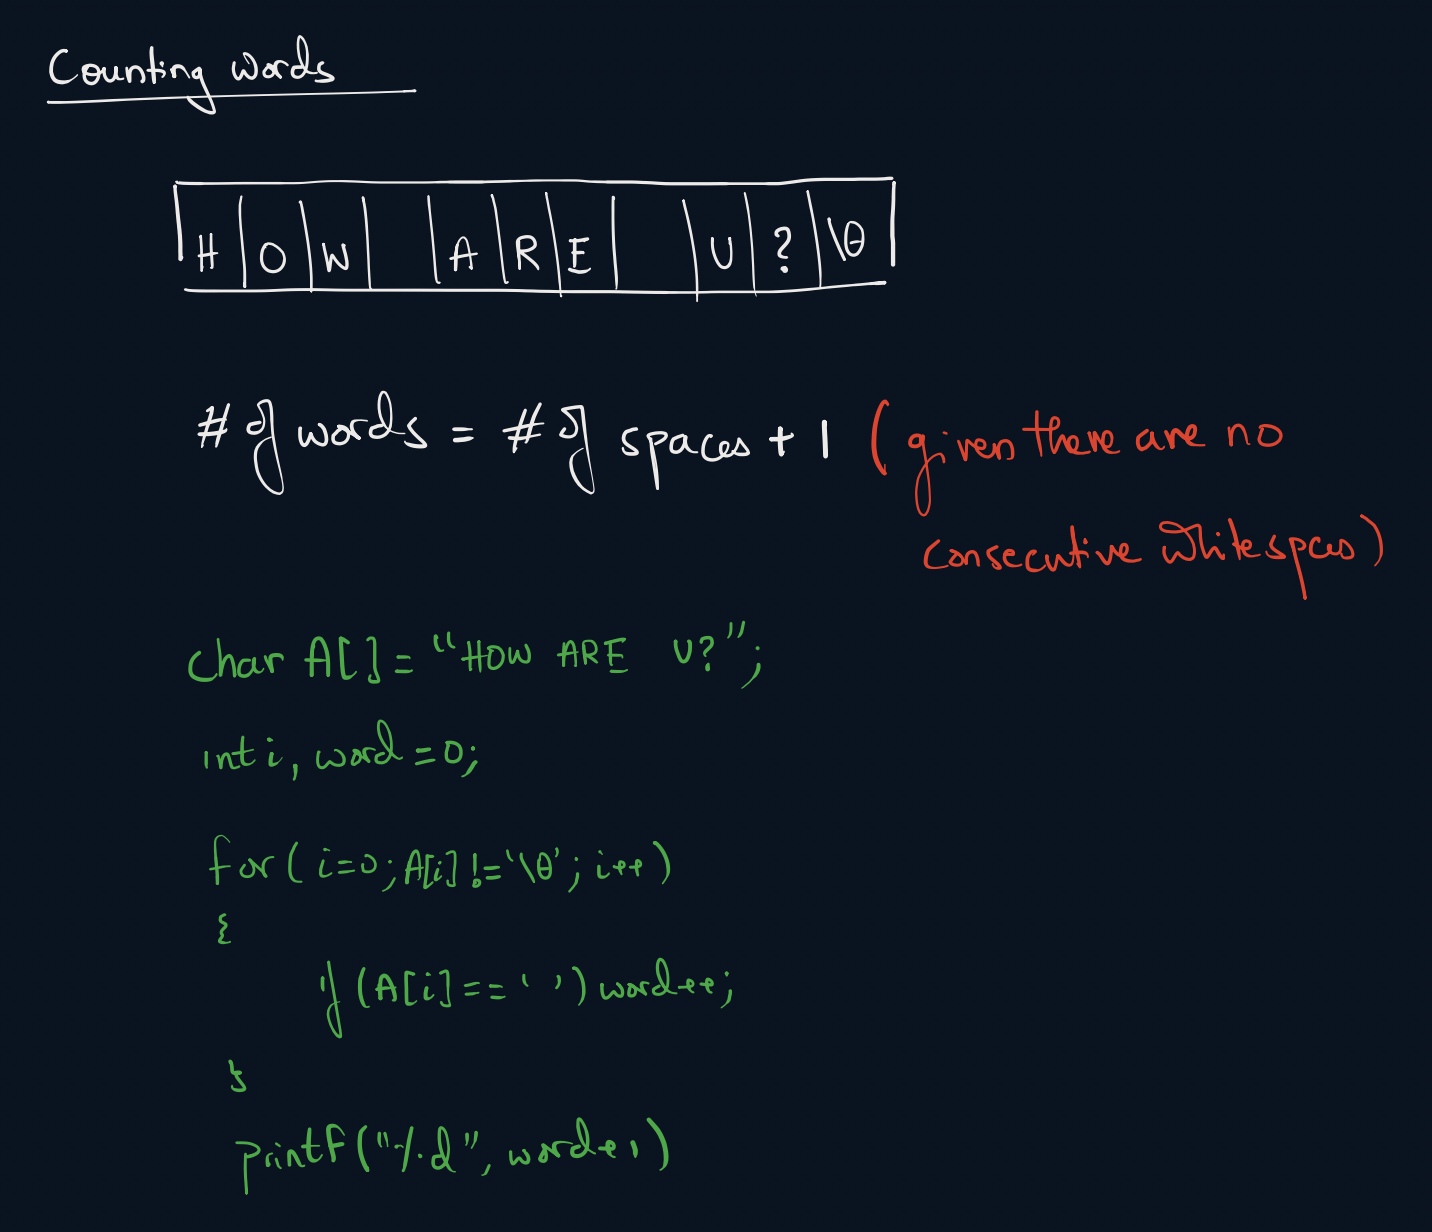 Counting words
H O W A R E U ? \0
# of words = # of spaces + 1 (given there are no
consecutive whitespces)
char A[] = "HOW ARE U?";
int i, word = 0;
for( i=0; A[i] != '\0'; i++ )
{
if (A[i] == ' ') word++;
}
printf("%d", word+1)